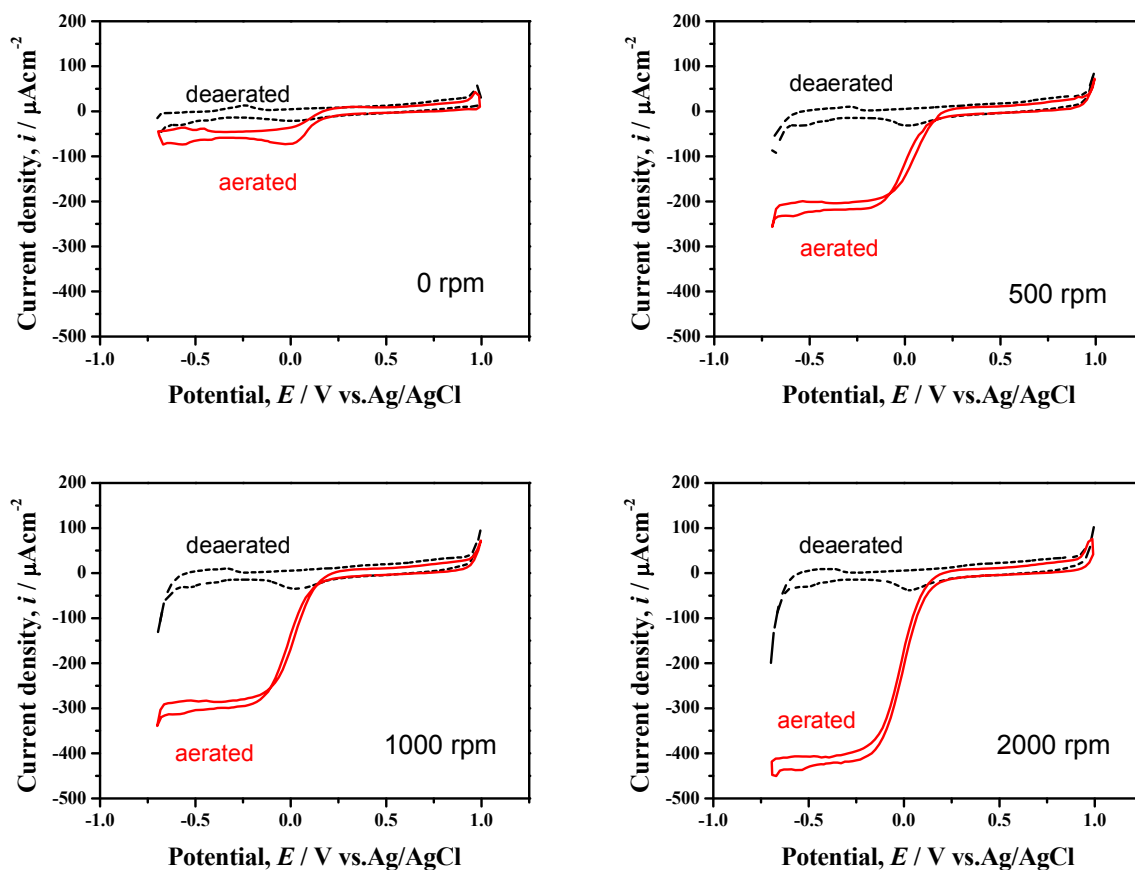 200
100
0
-100
-200
-300
-400
-500
Current density, i / μAcm-2
deaerated
aerated
0 rpm
-1.0 -0.5 0.0 0.5 1.0
Potential, E / V vs.Ag/AgCl
200
100
0
-100
-200
-300
-400
-500
Current density, i / μAcm-2
deaerated
aerated
500 rpm
-1.0 -0.5 0.0 0.5 1.0
Potential, E / V vs.Ag/AgCl
200
100
0
-100
-200
-300
-400
-500
Current density, i / μAcm-2
deaerated
aerated
1000 rpm
-1.0 -0.5 0.0 0.5 1.0
Potential, E / V vs.Ag/AgCl
200
100
0
-100
-200
-300
-400
-500
Current density, i / μAcm-2
deaerated
aerated
2000 rpm
-1.0 -0.5 0.0 0.5 1.0
Potential, E / V vs.Ag/AgCl